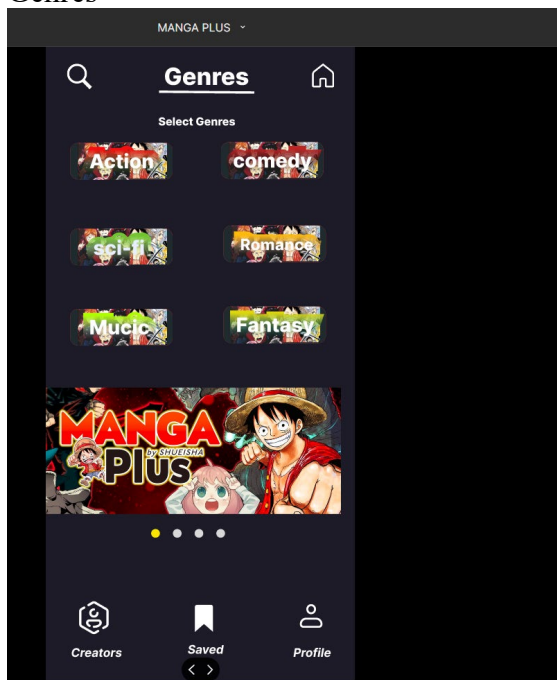 Genres
MANGA PLUS
Genres
Select Genres
Action
comedy
sci-fi
Romance
Mucic
Fantasy
MANGA
by SHUEISHA
Plus
Creators
Saved
Profile